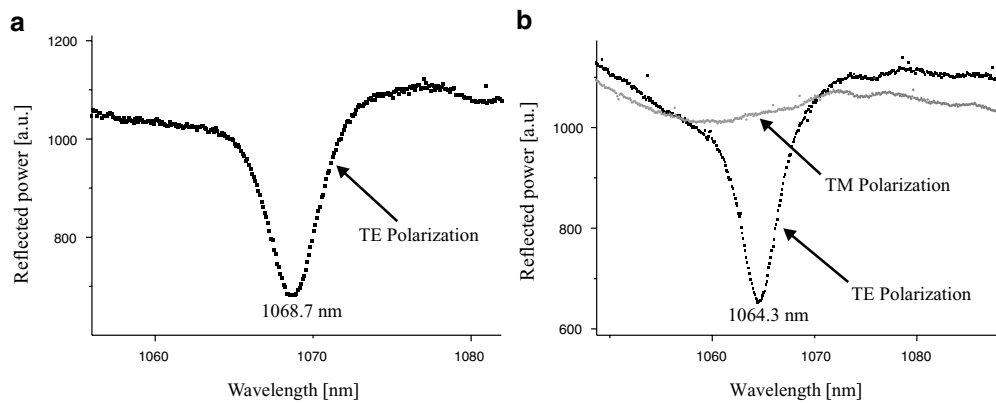 a
1200
1000
800
Reflected power [a.u.]
TE Polarization
1068.7 nm
1060
1070
1080
Wavelength [nm]
b
1000
800
600
Reflected power [a.u.]
TM Polarization
TE Polarization
1064.3 nm
1060
1070
1080
Wavelength [nm]